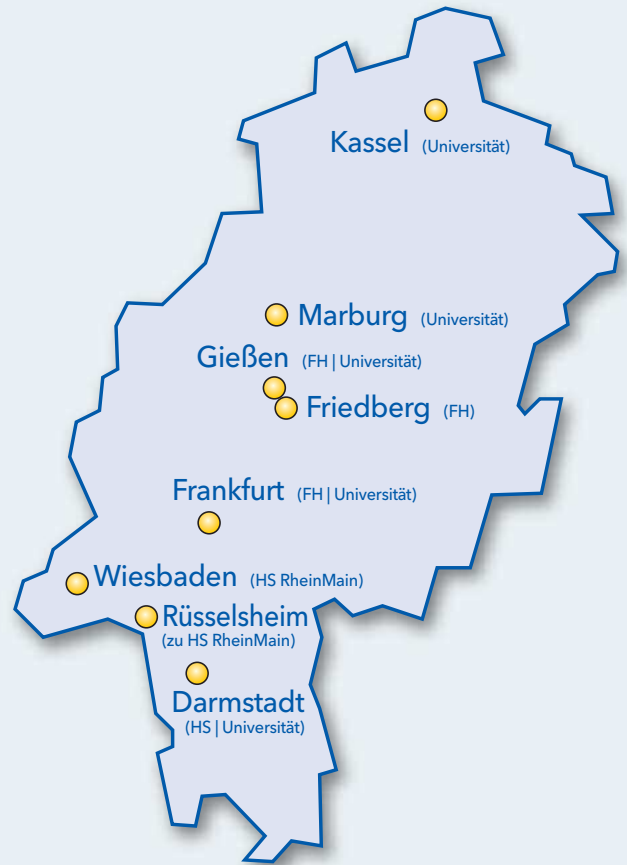 Kassel (Universität)
Marburg (Universität)
Gießen (FH | Universität)
Friedberg (FH)
Frankfurt (FH | Universität)
Wiesbaden (HS RheinMain)
Rüsselsheim
(zu HS RheinMain)
Darmstadt
(HS | Universität)